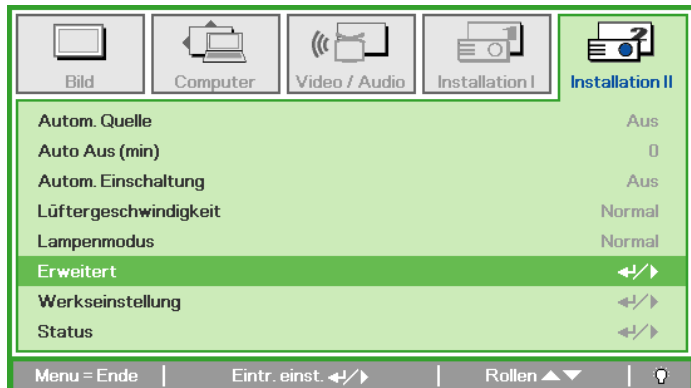 Bild Computer Video / Audio Installation I Installation II
Autom. Quelle Aus
Auto Aus (min) 0
Autom. Einschaltung Aus
Lüftergeschwindigkeit Normal
Lampenmodus Normal
Erweitert
Werkseinstellung
Status
Menu = Ende Eintr. einst. Rollen